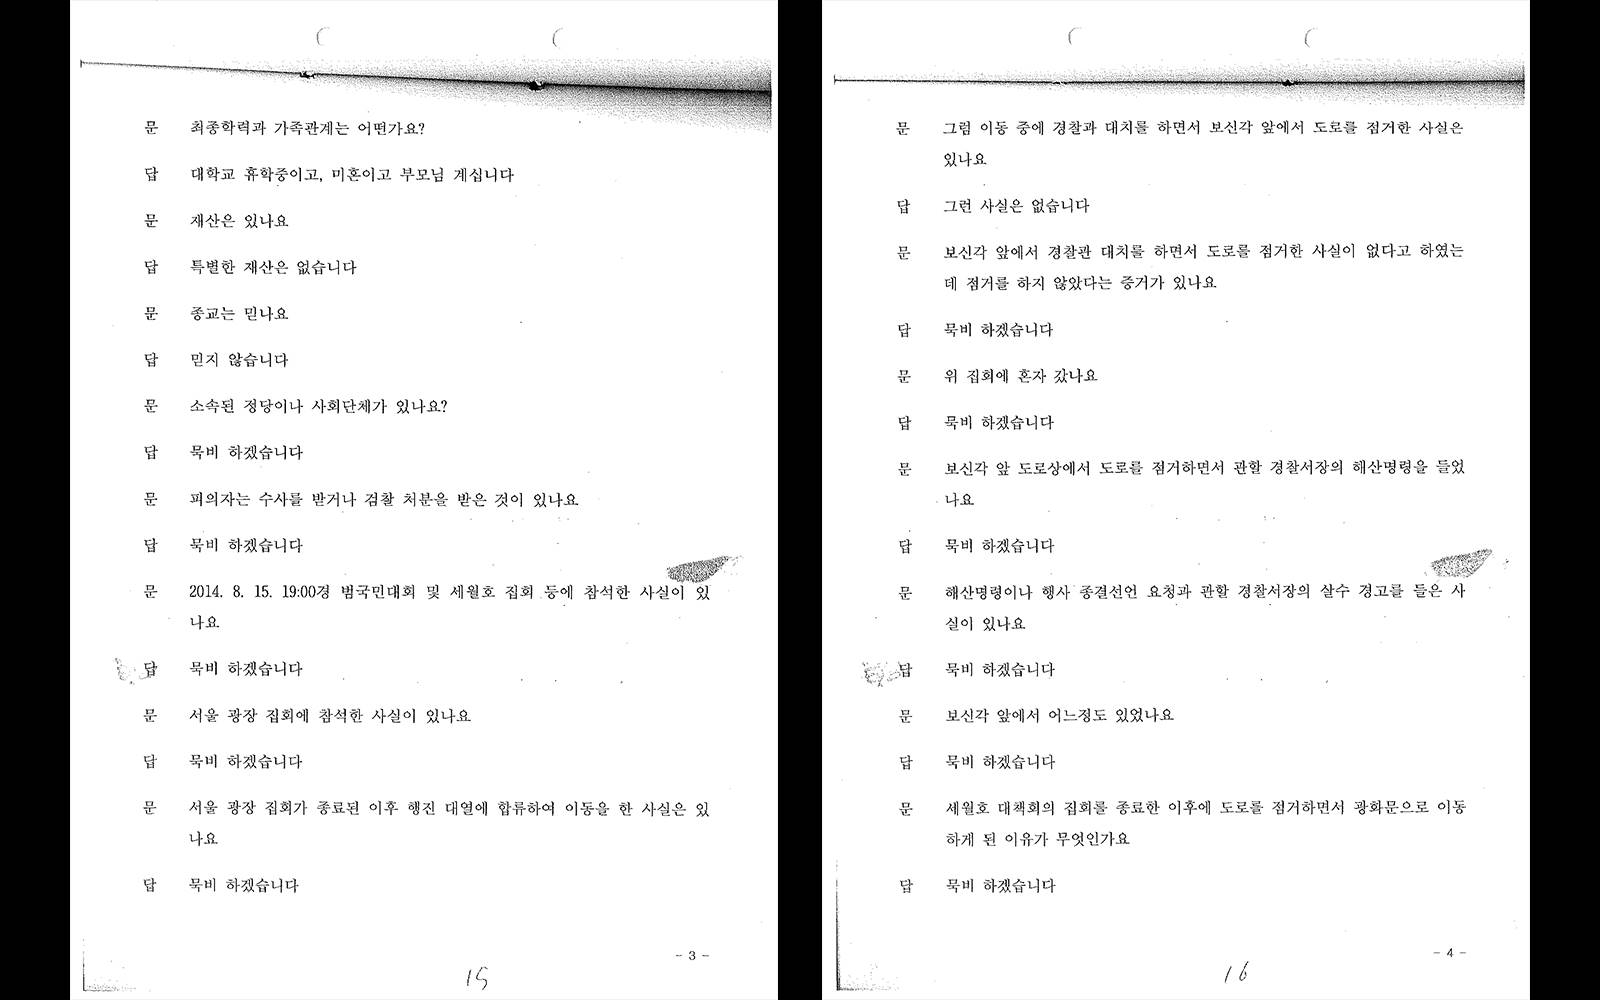 문 최종학력과 가족관계는 어떤가요?
답 대학교 휴학중이고, 미혼이고 부모님 계십니다
문 재산은 있나요
답 특별한 재산은 없습니다
문 종교는 믿나요
답 믿지 않습니다
문 소속된 정당이나 사회단체가 있나요?
답 묵비 하겠습니다
문 피의자는 수사를 받거나 검찰 처분을 받은 것이 있나요
답 묵비 하겠습니다
문 2014. 8. 15. 19:00경 범국민대회 및 세월호 집회 등에 참석한 사실이 있
나요
답 묵비 하겠습니다
문 서울 광장 집회에 참석한 사실이 있나요
답 묵비 하겠습니다
문 서울 광장 집회가 종료된 이후 행진 대열에 합류하여 이동을 한 사실은 있
나요
답 묵비 하겠습니다
- 3 -
15
문 그럼 이동 중에 경찰과 대치를 하면서 보신각 앞에서 도로를 점거한 사실은
있나요
답 그런 사실은 없습니다
문 보신각 앞에서 경찰관 대치를 하면서 도로를 점거한 사실이 없다고 하였는
데 점거를 하지 않았다는 증거가 있나요
답 묵비 하겠습니다
문 위 집회에 혼자 갔나요
답 묵비 하겠습니다
문 보신각 앞 도로상에서 도로를 점거하면서 관할 경찰서장의 해산명령을 들었
나요
답 묵비 하겠습니다
문 해산명령이나 행사 종결선언 요청과 관할 경찰서장의 살수 경고를 들은 사
실이 있나요
답 묵비 하겠습니다
문 보신각 앞에서 어느정도 있었나요
답 묵비 하겠습니다
문 세월호 대책회의 집회를 종료한 이후에 도로를 점거하면서 광화문으로 이동
하게 된 이유가 무엇인가요
답 묵비 하겠습니다
- 4 -
16